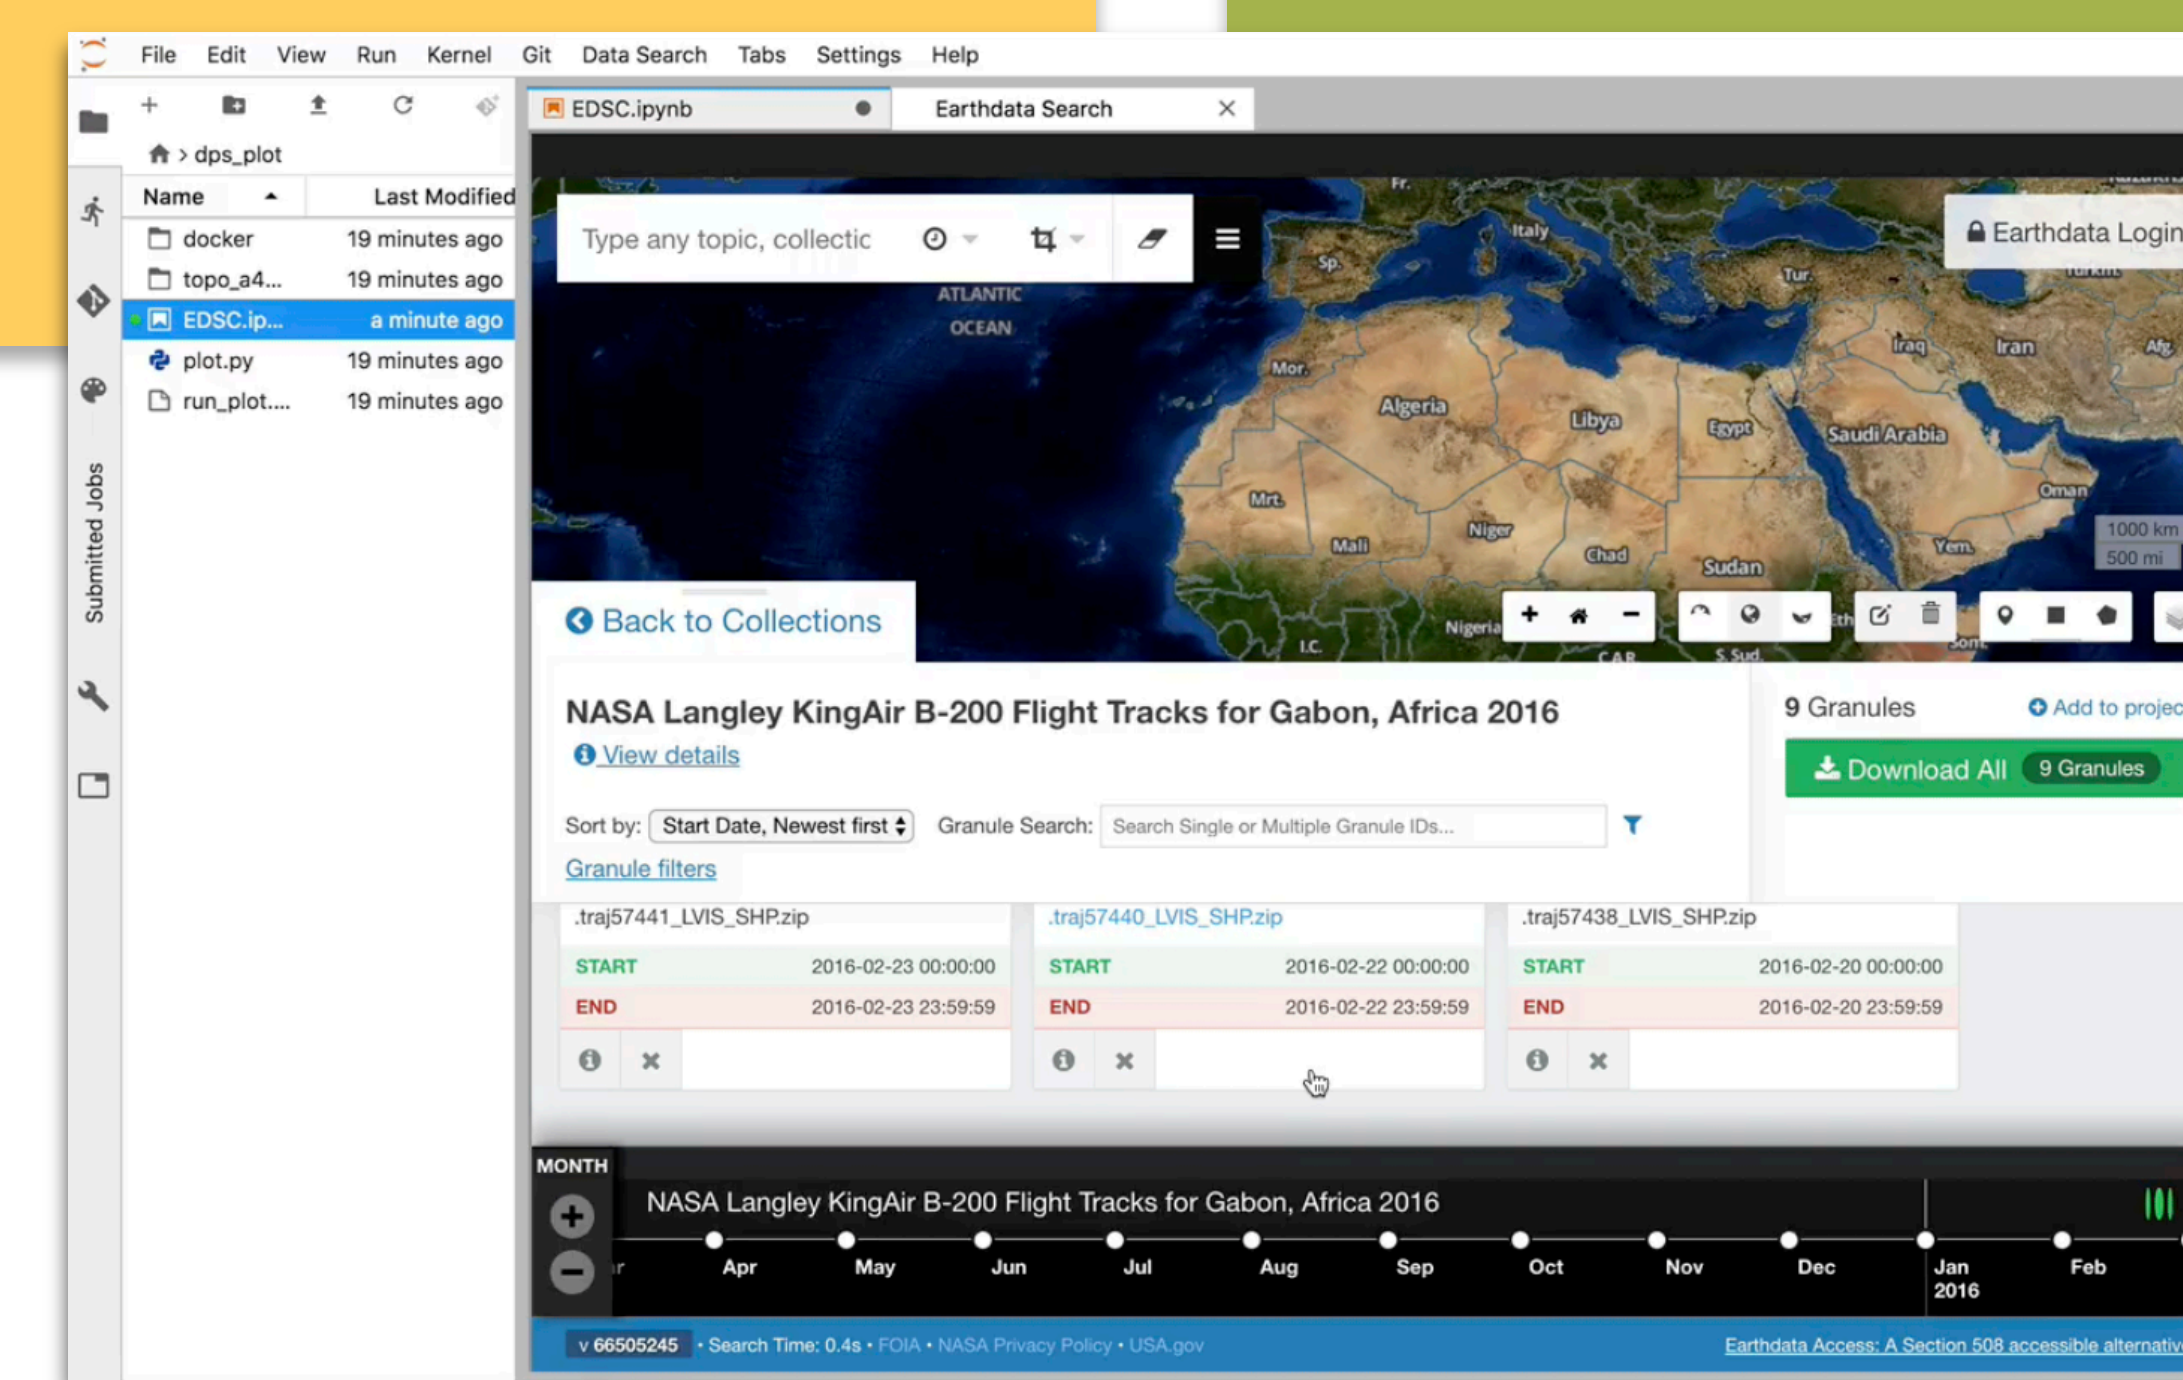 File Edit View Run Kernel Git Data Search Tabs Settings Help
EDSC.ipynb
Earthdata Search
> dps_plot
Name Last Modified
docker 19 minutes ago
topo_a4... 19 minutes ago
EDSC.ip... a minute ago
plot.py 19 minutes ago
run_plot.... 19 minutes ago
Submitted Jobs
Type any topic, collectic
Earthdata Login
ATLANTIC
OCEAN
Fr.
Italy
Sp.
Tur.
Turkm.
Mor.
Iraq
Iran
Afg.
Algeria
Libya
Egypt
Saudi Arabia
Mrt.
Oman
Niger
Mali
Chad
Sudan
Yem.
1000 km
500 mi
Nigeria
I.C.
C.A.R.
S. Sud.
Eth
Som.
Back to Collections
NASA Langley KingAir B-200 Flight Tracks for Gabon, Africa 2016
View details
9 Granules Add to projec
Download All 9 Granules
Sort by: Start Date, Newest first Granule Search: Search Single or Multiple Granule IDs...
Granule filters
.traj57441_LVIS_SHP.zip
START 2016-02-23 00:00:00
END 2016-02-23 23:59:59
.traj57440_LVIS_SHP.zip
START 2016-02-22 00:00:00
END 2016-02-22 23:59:59
.traj57438_LVIS_SHP.zip
START 2016-02-20 00:00:00
END 2016-02-20 23:59:59
MONTH
NASA Langley KingAir B-200 Flight Tracks for Gabon, Africa 2016
Apr May Jun Jul Aug Sep Oct Nov Dec Jan Feb
2016
v 66505245 • Search Time: 0.4s • FOIA • NASA Privacy Policy • USA.gov
Earthdata Access: A Section 508 accessible alternative